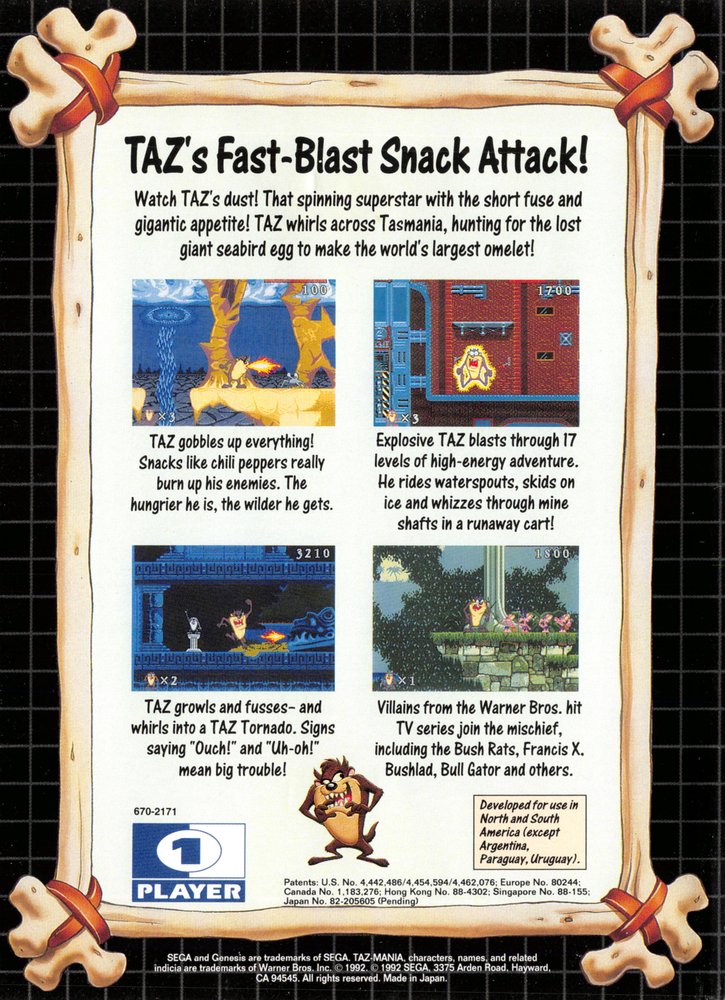 TAZ's Fast-Blast Snack Attack!
Watch TAZ's dust! That spinning superstar with the short fuse and
gigantic appetite! TAZ whirls across Tasmania, hunting for the lost
giant seabird egg to make the world's largest omelet!
100
×3
1700
×3
TAZ gobbles up everything!
Snacks like chili peppers really
burn up his enemies. The
hungrier he is, the wilder he gets.
Explosive TAZ blasts through 17
levels of high-energy adventure.
He rides waterspouts, skids on
ice and whizzes through mine
shafts in a runaway cart!
3210
×2
1800
×1
TAZ growls and fusses- and
whirls into a TAZ Tornado. Signs
saying "Ouch!" and "Uh-oh!"
mean big trouble!
Villains from the Warner Bros. hit
TV series join the mischief,
including the Bush Rats, Francis X.
Bushlad, Bull Gator and others.
670-2171
1
PLAYER
Developed for use in
North and South
America (except
Argentina,
Paraguay, Uruguay).
Patents: U.S. No. 4,442,486/4,454,594/4,462,076; Europe No. 80244;
Canada No. 1,183,276; Hong Kong No. 88-4302; Singapore No. 88-155;
Japan No. 82-205605 (Pending)
SEGA and Genesis are trademarks of SEGA. TAZ-MANIA, characters, names, and related
indicia are trademarks of Warner Bros. Inc. © 1992. © 1992 SEGA, 3375 Arden Road, Hayward,
CA 94545. All rights reserved. Made in Japan.